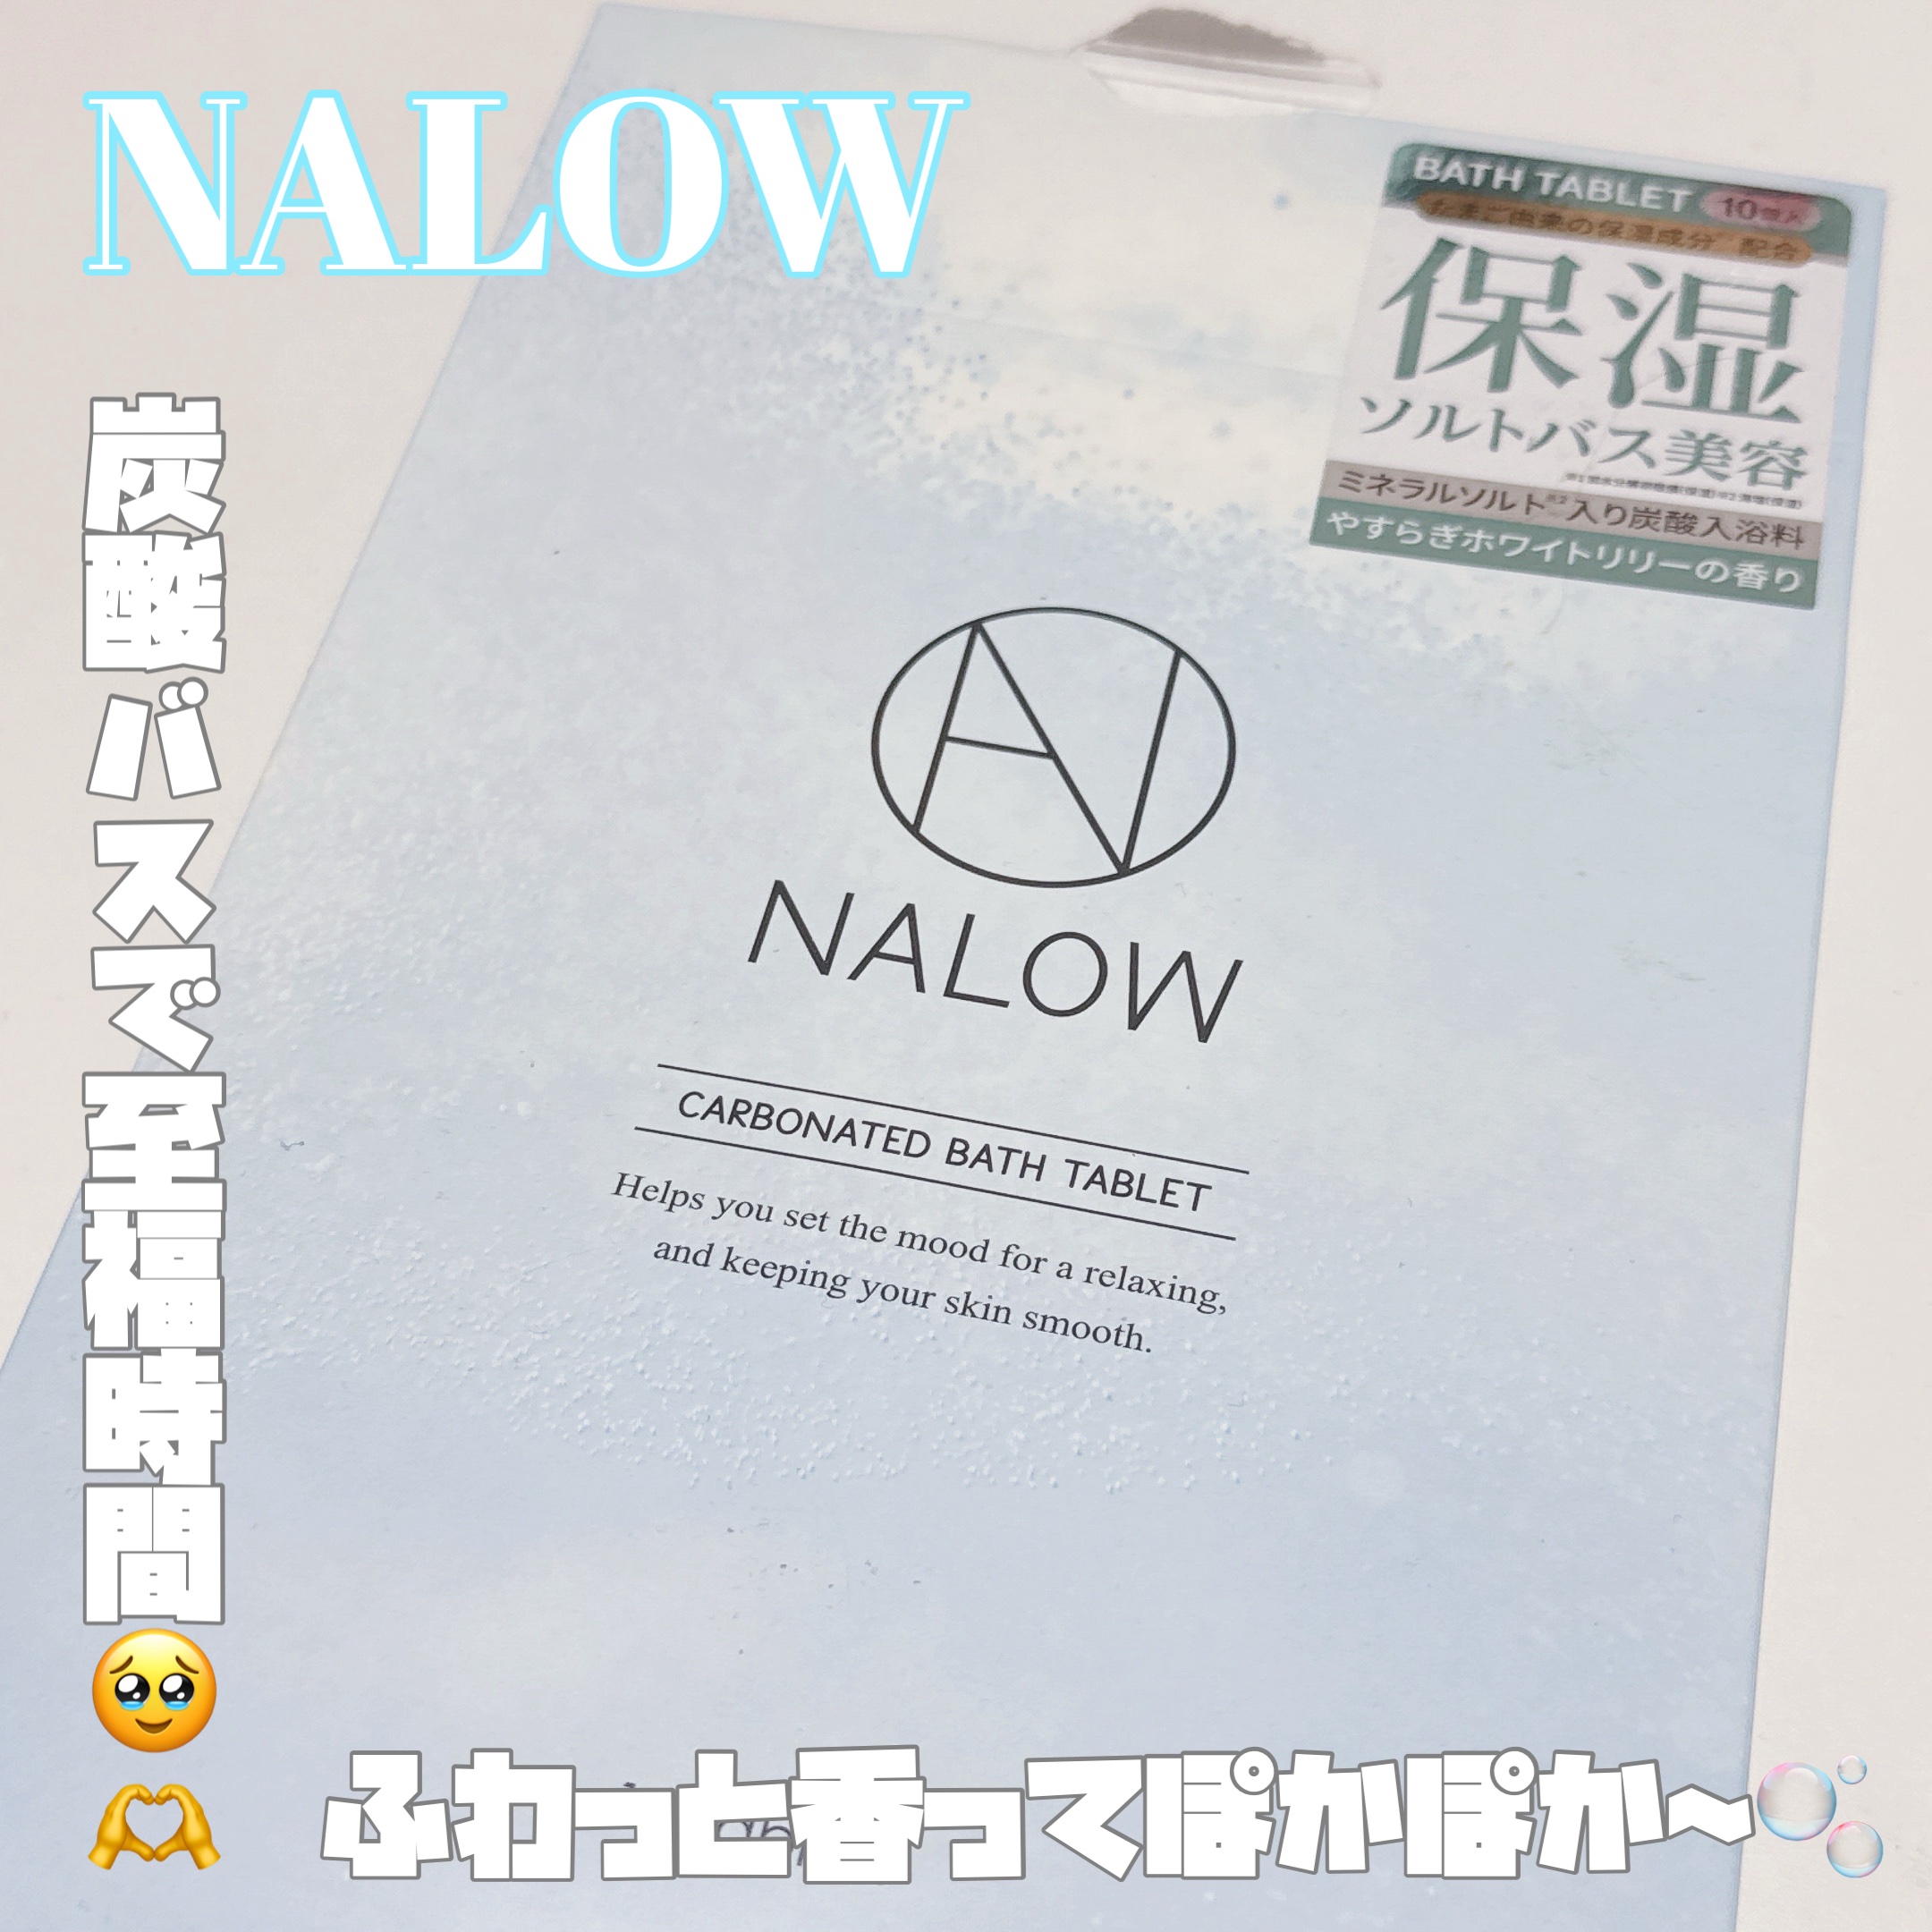 NALOW
BATH TABLET 10個入
たまご由来の保湿成分 配合
保湿
ソルトバス美容
ミネラルソルト※2入り炭酸入浴料
やすらぎホワイトリリーの香り
炭酸バスで至福時間🥹🫶
NALOW
CARBONATED BATH TABLET
Helps you set the mood for a relaxing,
and keeping your skin smooth.
ふわっと香ってぽかぽか~🫧